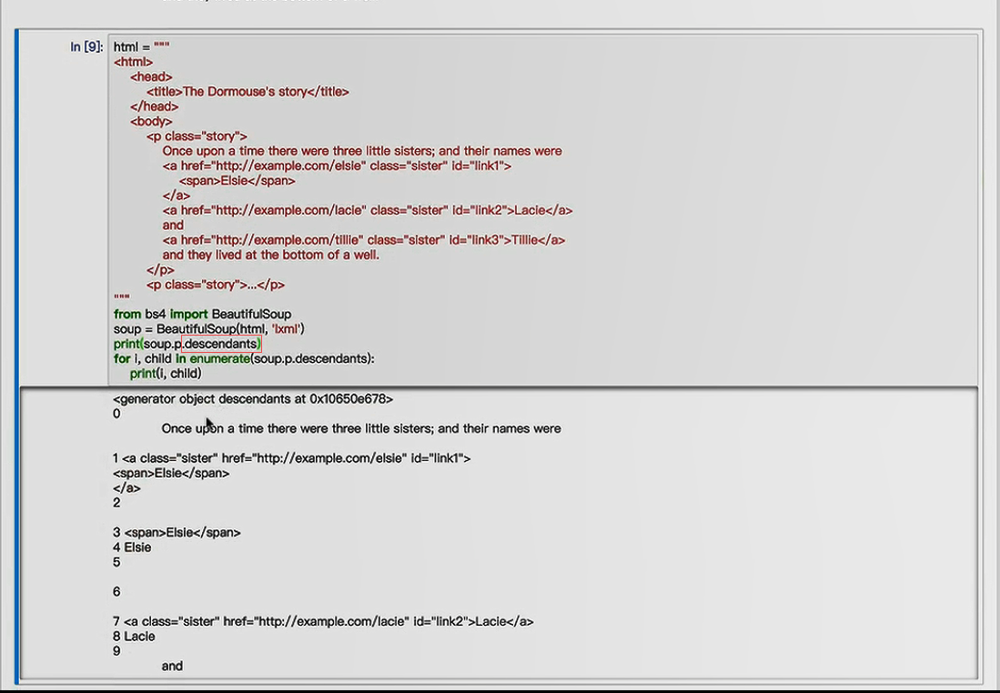 In [9]: html = """
<html>
<head>
<title>The Dormouse's story</title>
</head>
<body>
<p class="story">
Once upon a time there were three little sisters; and their names were
<a href="http://example.com/elsie" class="sister" id="link1">
<span>Elsie</span>
</a>
<a href="http://example.com/lacie" class="sister" id="link2">Lacie</a>
and
<a href="http://example.com/tillie" class="sister" id="link3">Tillie</a>
and they lived at the bottom of a well.
</p>
<p class="story">...</p>
"""
from bs4 import BeautifulSoup
soup = BeautifulSoup(html, 'lxml')
print(soup.p.descendants)
for i, child in enumerate(soup.p.descendants):
print(i, child)
<generator object descendants at 0x10650e678>
0
Once upon a time there were three little sisters; and their names were
1 <a class="sister" href="http://example.com/elsie" id="link1">
<span>Elsie</span>
</a>
2
3 <span>Elsie</span>
4 Elsie
5
6
7 <a class="sister" href="http://example.com/lacie" id="link2">Lacie</a>
8 Lacie
9
and